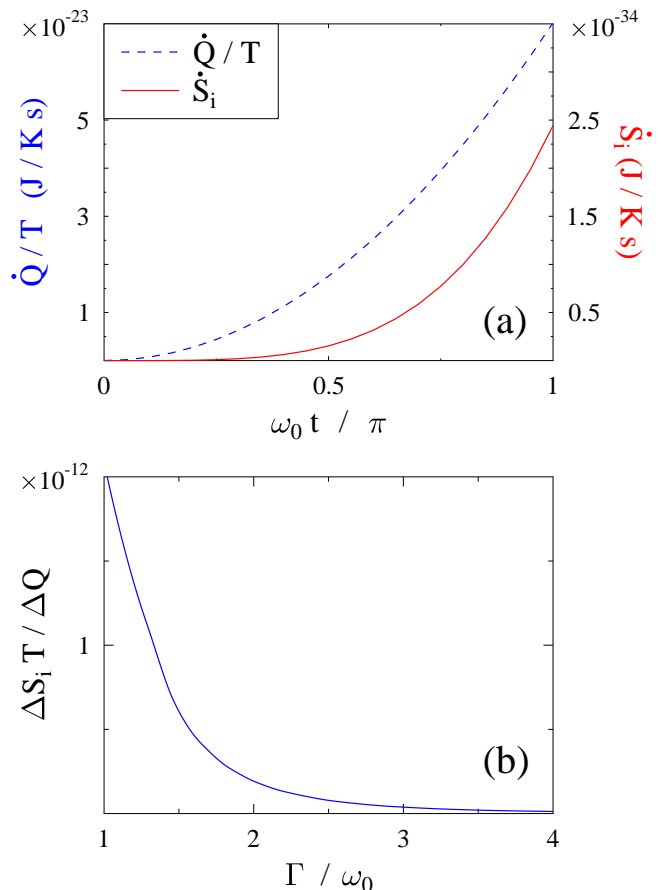 ×10⁻²³
×10⁻³⁴
Q̇ / T
Ṡᵢ
5
3
1
2.5
1.5
0.5
Q̇ / T (J / K s)
Ṡᵢ (J / K s)
(a)
0
0.5
1
ω₀ t / π
×10⁻¹²
1
ΔSᵢ T / ΔQ
(b)
1
2
3
4
Γ / ω₀